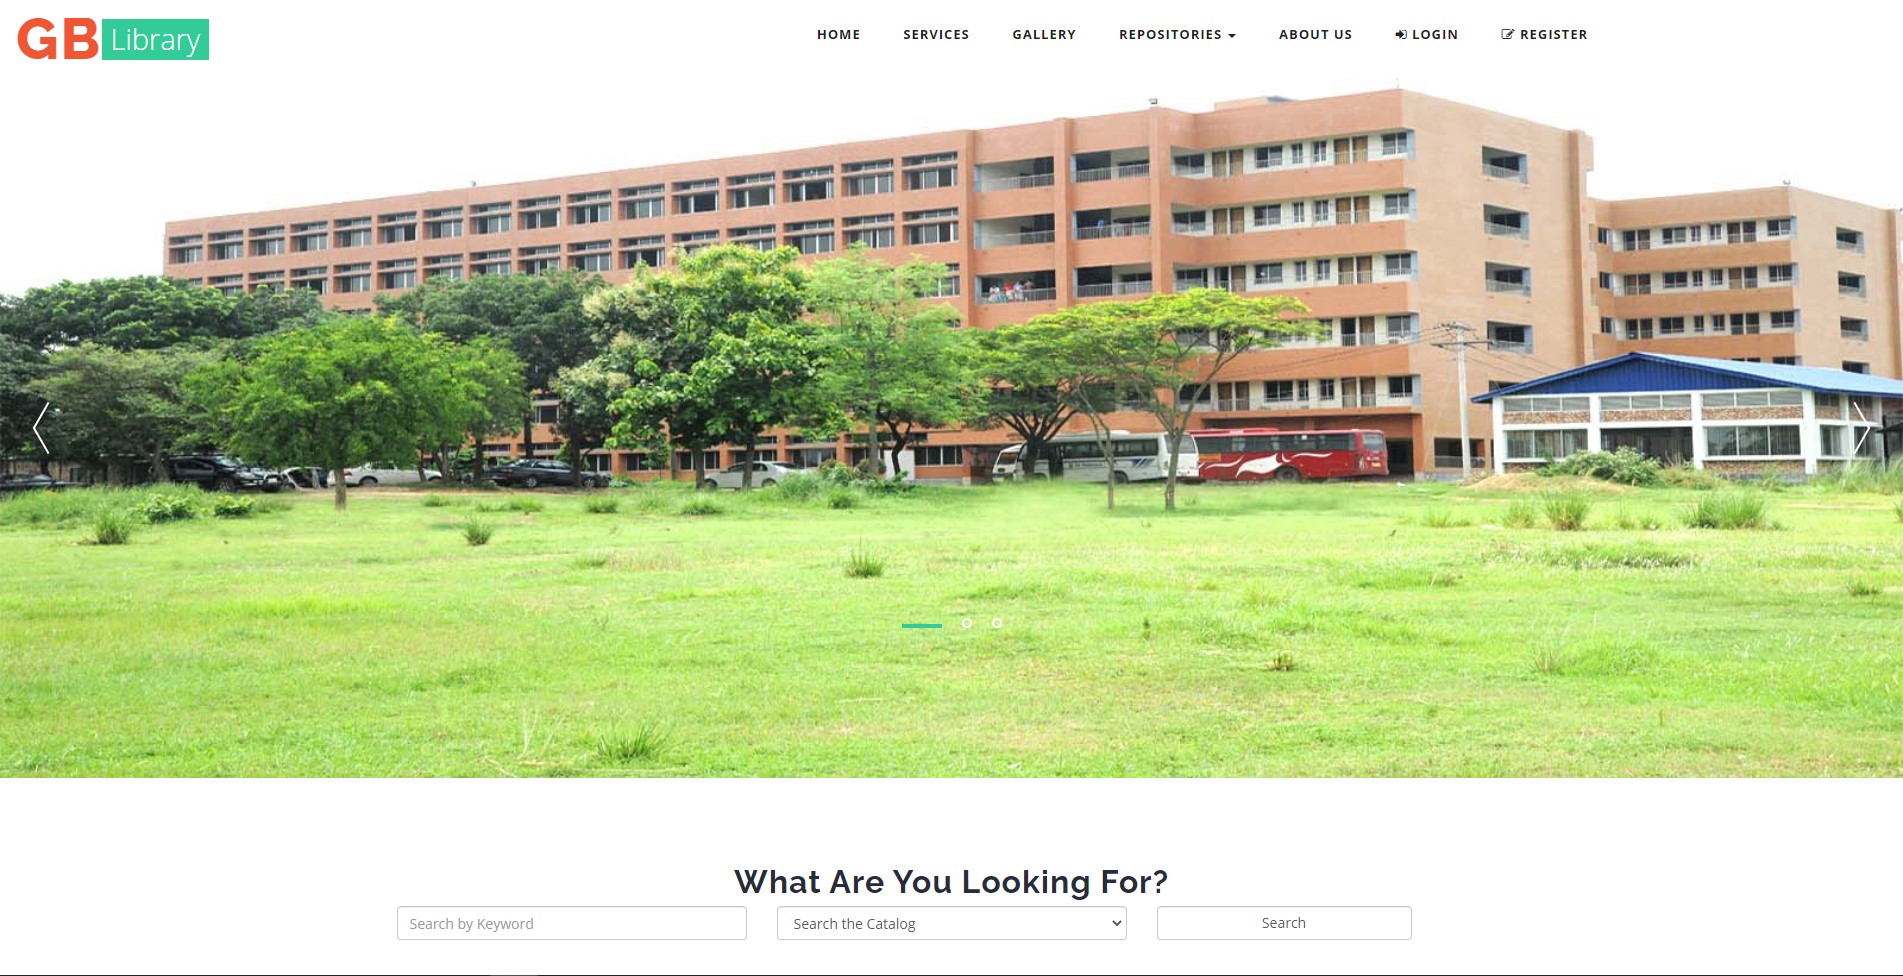 GB Library
HOME SERVICES GALLERY REPOSITORIES ABOUT US LOGIN REGISTER
What Are You Looking For?
Search by Keyword Search the Catalog Search